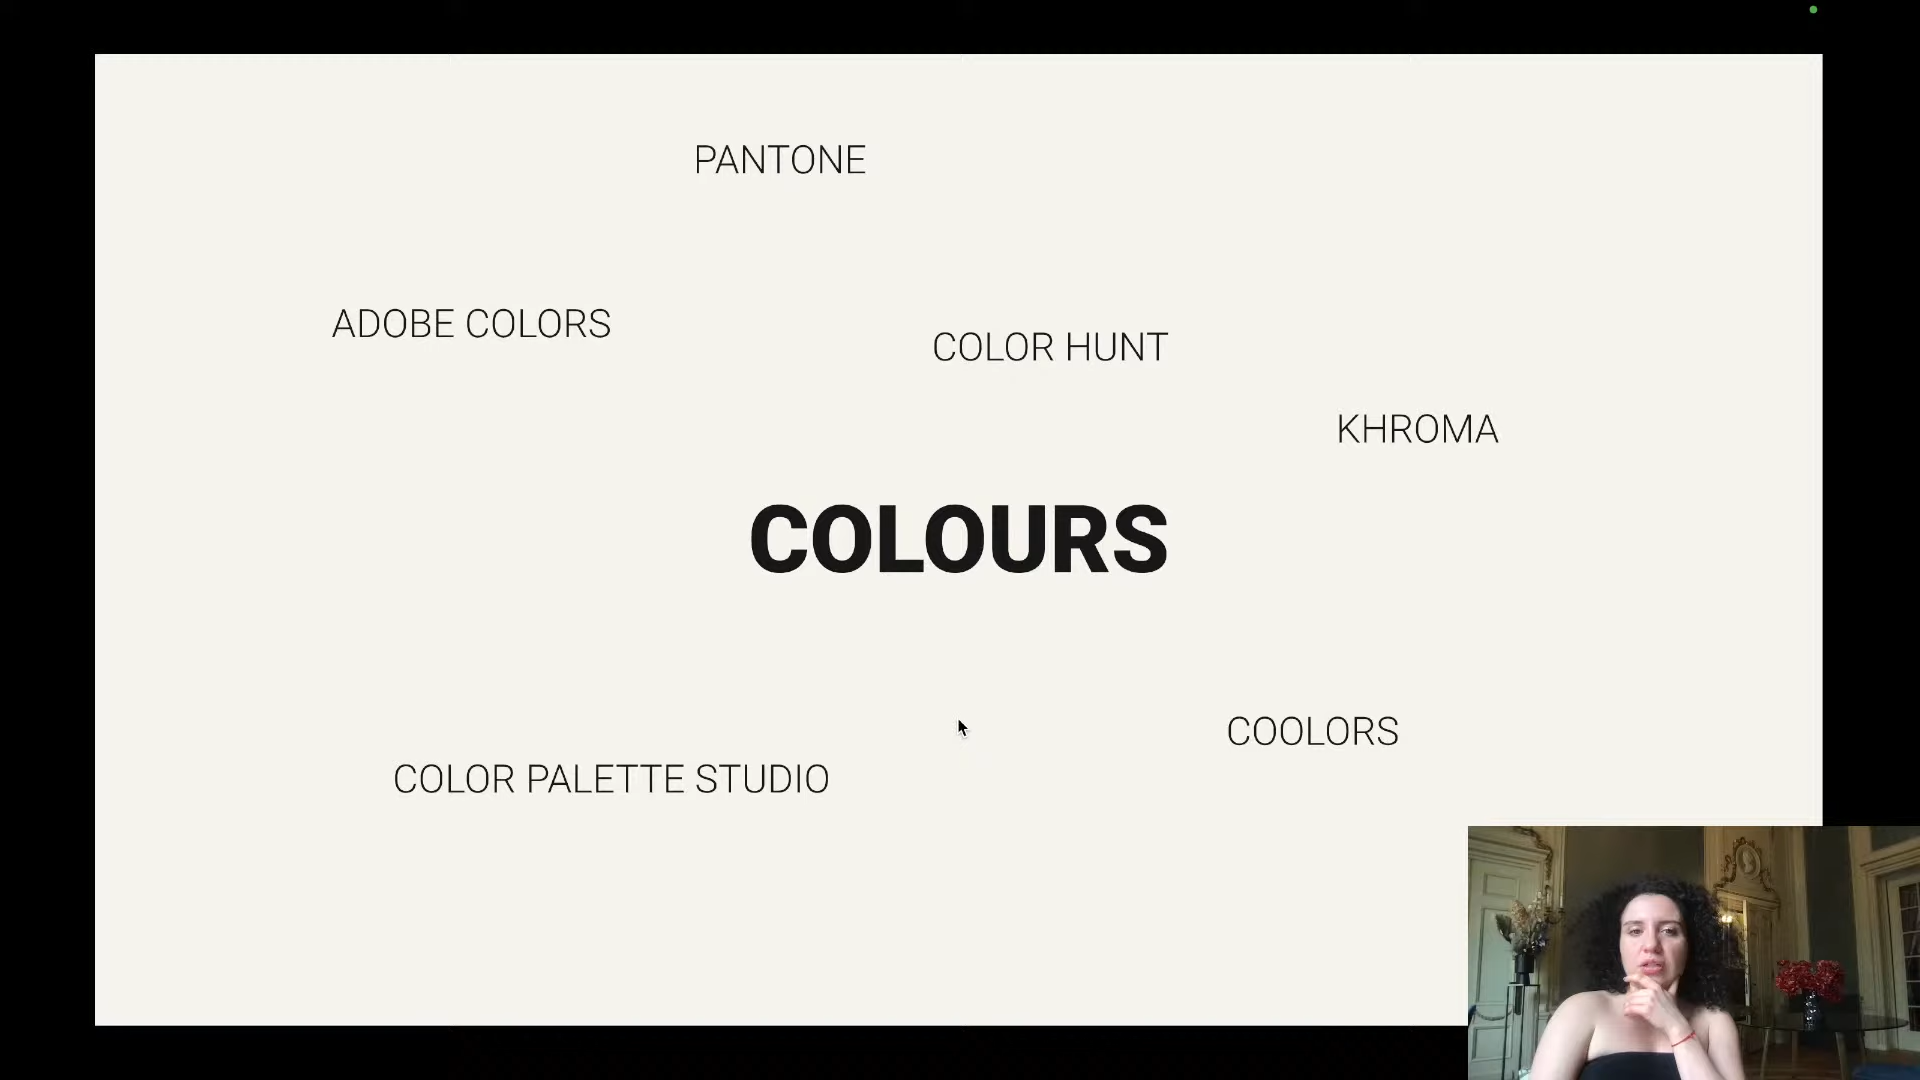 PANTONE
ADOBE COLORS
COLOR HUNT
KHROMA
COLOURS
COOLORS
COLOR PALETTE STUDIO